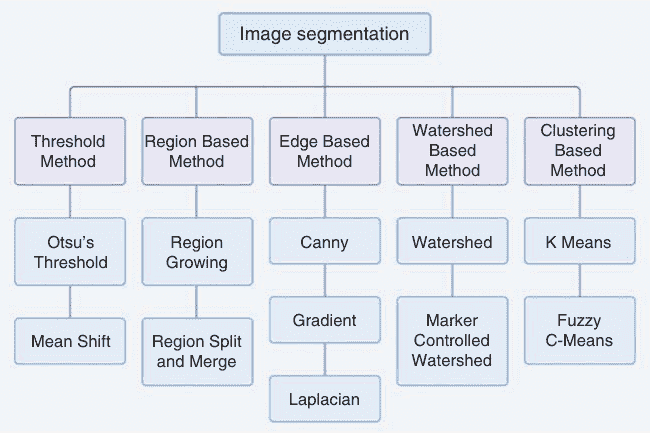 Image segmentation
Threshold
Method
Region Based
Method
Edge Based
Method
Watershed
Based
Method
Clustering
Based
Method
Otsu's
Threshold
Region
Growing
Canny
Watershed
K Means
Mean Shift
Region Split
and Merge
Gradient
Marker
Controlled
Watershed
Fuzzy
C-Means
Laplacian